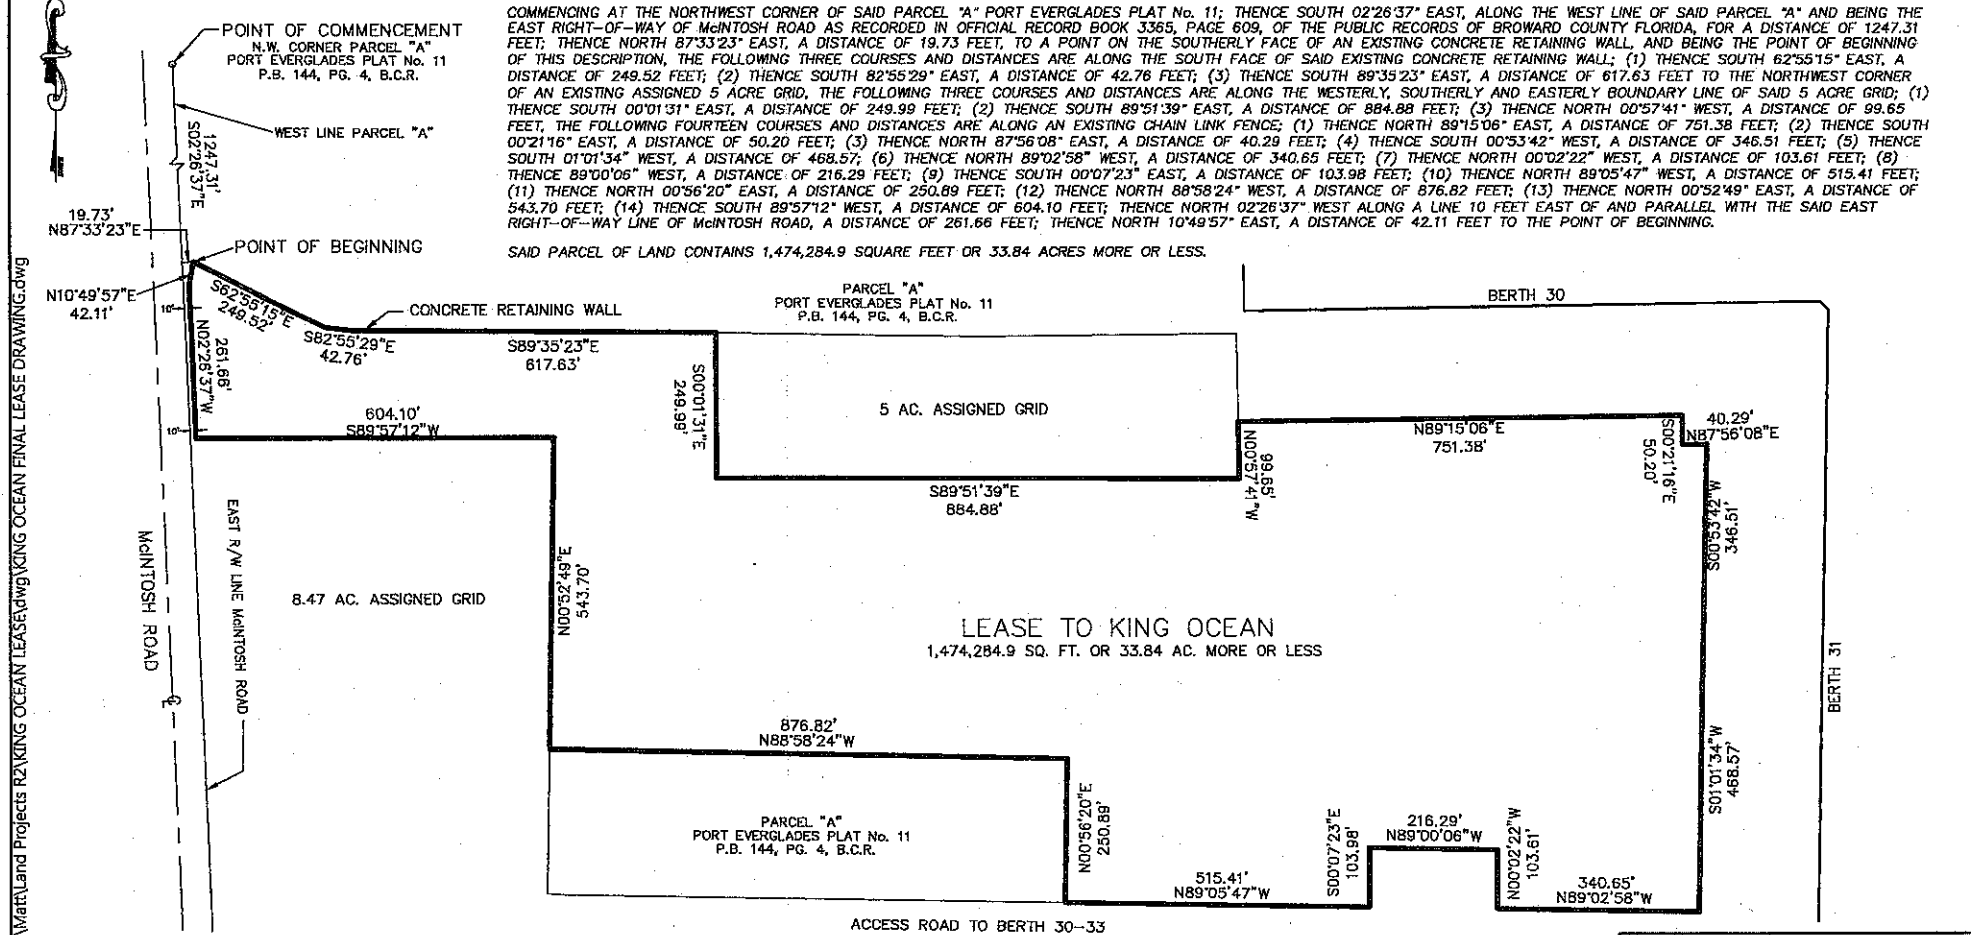 COMMENCING AT THE NORTHWEST CORNER OF SAID PARCEL "A" PORT EVERGLADES PLAT No. 11; THENCE SOUTH 02°26'37" EAST, ALONG THE WEST LINE OF SAID PARCEL "A" AND BEING THE
EAST RIGHT-OF-WAY OF McINTOSH ROAD AS RECORDED IN OFFICIAL RECORD BOOK 3365, PAGE 609, OF THE PUBLIC RECORDS OF BROWARD COUNTY FLORIDA, FOR A DISTANCE OF 1247.31
FEET; THENCE NORTH 87°33'23" EAST, A DISTANCE OF 19.73 FEET, TO A POINT ON THE SOUTHERLY FACE OF AN EXISTING CONCRETE RETAINING WALL, AND BEING THE POINT OF BEGINNING
OF THIS DESCRIPTION, THE FOLLOWING THREE COURSES AND DISTANCES ARE ALONG THE SOUTH FACE OF SAID EXISTING CONCRETE RETAINING WALL; (1) THENCE SOUTH 62°55'15" EAST, A
DISTANCE OF 249.52 FEET; (2) THENCE SOUTH 82°55'29" EAST, A DISTANCE OF 42.76 FEET; (3) THENCE SOUTH 89°35'23" EAST, A DISTANCE OF 617.63 FEET TO THE NORTHWEST CORNER
OF AN EXISTING ASSIGNED 5 ACRE GRID, THE FOLLOWING THREE COURSES AND DISTANCES ARE ALONG THE WESTERLY, SOUTHERLY AND EASTERLY BOUNDARY LINE OF SAID 5 ACRE GRID; (1)
THENCE SOUTH 00°01'31" EAST, A DISTANCE OF 249.99 FEET; (2) THENCE SOUTH 89°51'39" EAST, A DISTANCE OF 884.88 FEET; (3) THENCE NORTH 00°57'41" WEST, A DISTANCE OF 99.65
FEET, THE FOLLOWING FOURTEEN COURSES AND DISTANCES ARE ALONG AN EXISTING CHAIN LINK FENCE; (1) THENCE NORTH 89°15'06" EAST, A DISTANCE OF 751.38 FEET; (2) THENCE SOUTH
00°21'16" EAST, A DISTANCE OF 50.20 FEET; (3) THENCE NORTH 87°56'08" EAST, A DISTANCE OF 40.29 FEET; (4) THENCE SOUTH 00°53'42" WEST, A DISTANCE OF 346.51 FEET; (5) THENCE
SOUTH 01°01'34" WEST, A DISTANCE OF 468.57; (6) THENCE NORTH 89°02'58" WEST, A DISTANCE OF 340.65 FEET; (7) THENCE NORTH 00°02'22" WEST, A DISTANCE OF 103.61 FEET; (8)
THENCE 89°00'06" WEST, A DISTANCE OF 216.29 FEET; (9) THENCE SOUTH 00°07'23" EAST, A DISTANCE OF 103.98 FEET; (10) THENCE NORTH 89°05'47" WEST, A DISTANCE OF 515.41 FEET;
(11) THENCE NORTH 00°56'20" EAST, A DISTANCE OF 250.89 FEET; (12) THENCE NORTH 88°58'24" WEST, A DISTANCE OF 876.82 FEET; (13) THENCE NORTH 00°52'49" EAST, A DISTANCE OF
543.70 FEET; (14) THENCE SOUTH 89°57'12" WEST, A DISTANCE OF 604.10 FEET; THENCE NORTH 02°26'37" WEST ALONG A LINE 10 FEET EAST OF AND PARALLEL WITH THE SAID EAST
RIGHT-OF-WAY LINE OF McINTOSH ROAD, A DISTANCE OF 261.66 FEET; THENCE NORTH 10°49'57" EAST, A DISTANCE OF 42.11 FEET TO THE POINT OF BEGINNING.
SAID PARCEL OF LAND CONTAINS 1,474,284.9 SQUARE FEET OR 33.84 ACRES MORE OR LESS.
POINT OF COMMENCEMENT
N.W. CORNER PARCEL "A"
PORT EVERGLADES PLAT No. 11
P.B. 144, PG. 4, B.C.R.
WEST LINE PARCEL "A"
1247.31'
S02°26'37"E
19.73'
N87°33'23"E
POINT OF BEGINNING
N10°49'57"E
42.11'
10'
S62°55'15"E
249.52'
CONCRETE RETAINING WALL
S82°55'29"E
42.76'
S89°35'23"E
617.63'
PARCEL "A"
PORT EVERGLADES PLAT No. 11
P.B. 144, PG. 4, B.C.R.
BERTH 30
261.66'
N02°26'37"W
10'
604.10'
S89°57'12"W
S00°01'31"E
249.99'
5 AC. ASSIGNED GRID
S89°51'39"E
884.88'
99.65'
N00°57'41"W
N89°15'06"E
751.38'
S00°21'16"E
50.20'
40.29'
N87°56'08"E
S00°53'42"W
346.51'
McINTOSH ROAD
EAST R/W LINE McINTOSH ROAD
8.47 AC. ASSIGNED GRID
N00°52'49"E
543.70'
LEASE TO KING OCEAN
1,474,284.9 SQ. FT. OR 33.84 AC. MORE OR LESS
BERTH 31
876.82'
N88°58'24"W
S01°01'34"W
468.57'
PARCEL "A"
PORT EVERGLADES PLAT No. 11
P.B. 144, PG. 4, B.C.R.
N00°56'20"E
250.89'
515.41'
N89°05'47"W
S00°07'23"E
103.98'
216.29'
N89°00'06"W
N00°02'22"W
103.61'
340.65'
N89°02'58"W
ACCESS ROAD TO BERTH 30-33
\Matt\Land Projects R2\KING OCEAN LEASE\dwg\KING OCEAN FINAL LEASE DRAWING.dwg